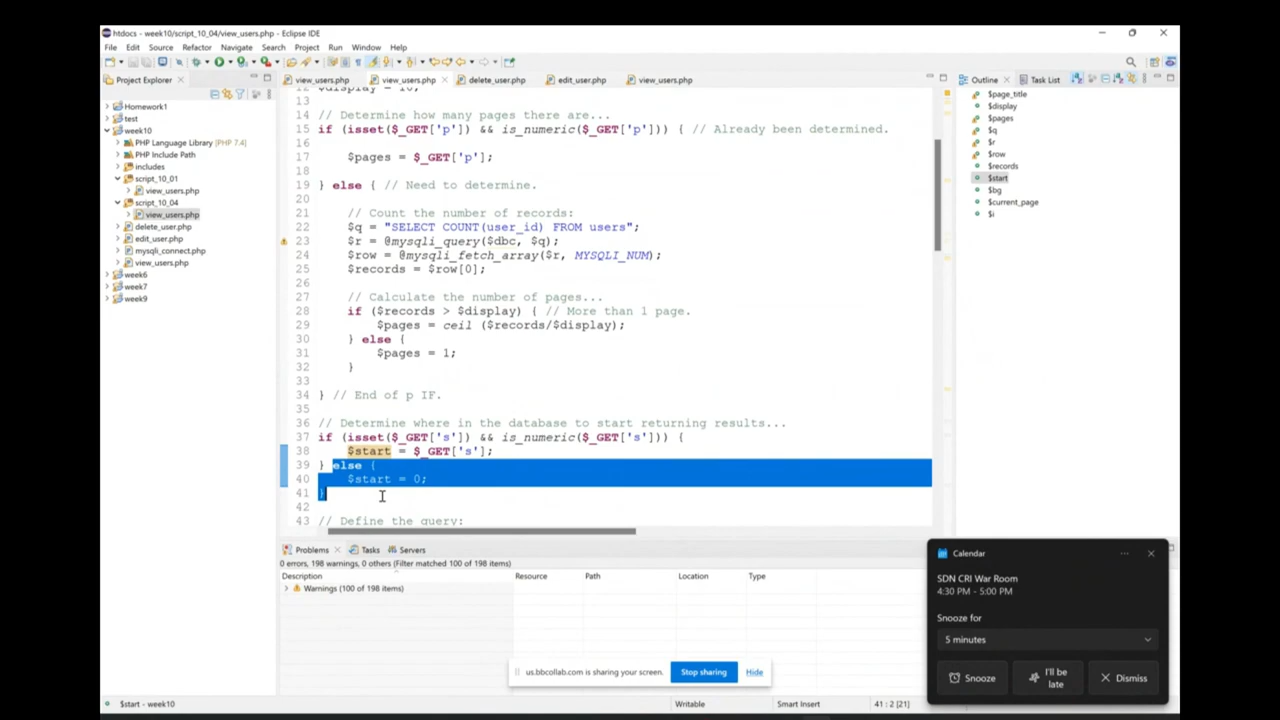 htdocs - week10/script_10_04/view_users.php - Eclipse IDE
File Edit Source Refactor Navigate Search Project Run Window Help
Project Explorer
view_users.php view_users.php delete_user.php edit_user.php view_users.php
Outline Task List
Homework1
test
week10
PHP Language Library [PHP 7.4]
PHP Include Path
includes
script_10_01
view_users.php
script_10_04
view_users.php
delete_user.php
edit_user.php
mysqli_connect.php
view_users.php
week6
week7
week9
12 $display = 10;
13
14 // Determine how many pages there are...
15 if (isset($_GET['p']) && is_numeric($_GET['p'])) { // Already been determined.
16
17 $pages = $_GET['p'];
18
19 } else { // Need to determine.
20
21 // Count the number of records:
22 $q = "SELECT COUNT(user_id) FROM users";
23 $r = @mysqli_query($dbc, $q);
24 $row = @mysqli_fetch_array($r, MYSQLI_NUM);
25 $records = $row[0];
26
27 // Calculate the number of pages...
28 if ($records > $display) { // More than 1 page.
29 $pages = ceil ($records/$display);
30 } else {
31 $pages = 1;
32 }
33
34 } // End of p IF.
35
36 // Determine where in the database to start returning results...
37 if (isset($_GET['s']) && is_numeric($_GET['s'])) {
38 $start = $_GET['s'];
39 } else {
40 $start = 0;
41 }
42
43 // Define the query:
$page_title
$display
$pages
$q
$r
$row
$records
$start
$bg
$current_page
$i
Problems Tasks Servers
0 errors, 198 warnings, 0 others (Filter matched 100 of 198 items)
Description Resource Path Location Type
Warnings (100 of 198 items)
us.bbcollab.com is sharing your screen. Stop sharing Hide
Calendar
SDN CRI War Room
4:30 PM - 5:00 PM
Snooze for
5 minutes
Snooze I'll be late Dismiss
$start - week10 Writable Smart Insert 41 : 2 [21]